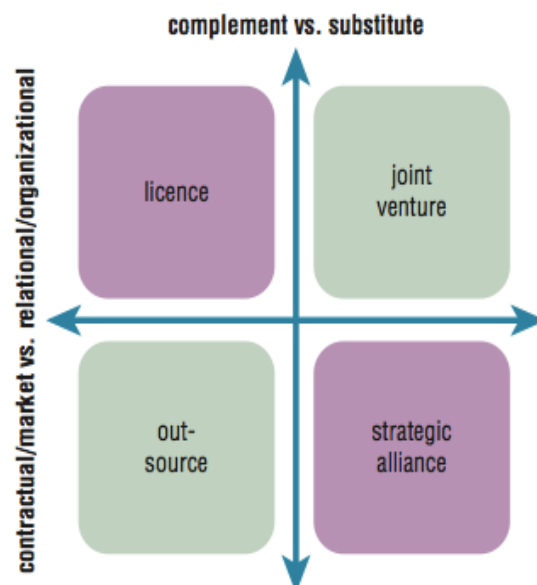 complement vs. substitute
contractual/market vs. relational/organizational
licence
joint
venture
out-
source
strategic
alliance